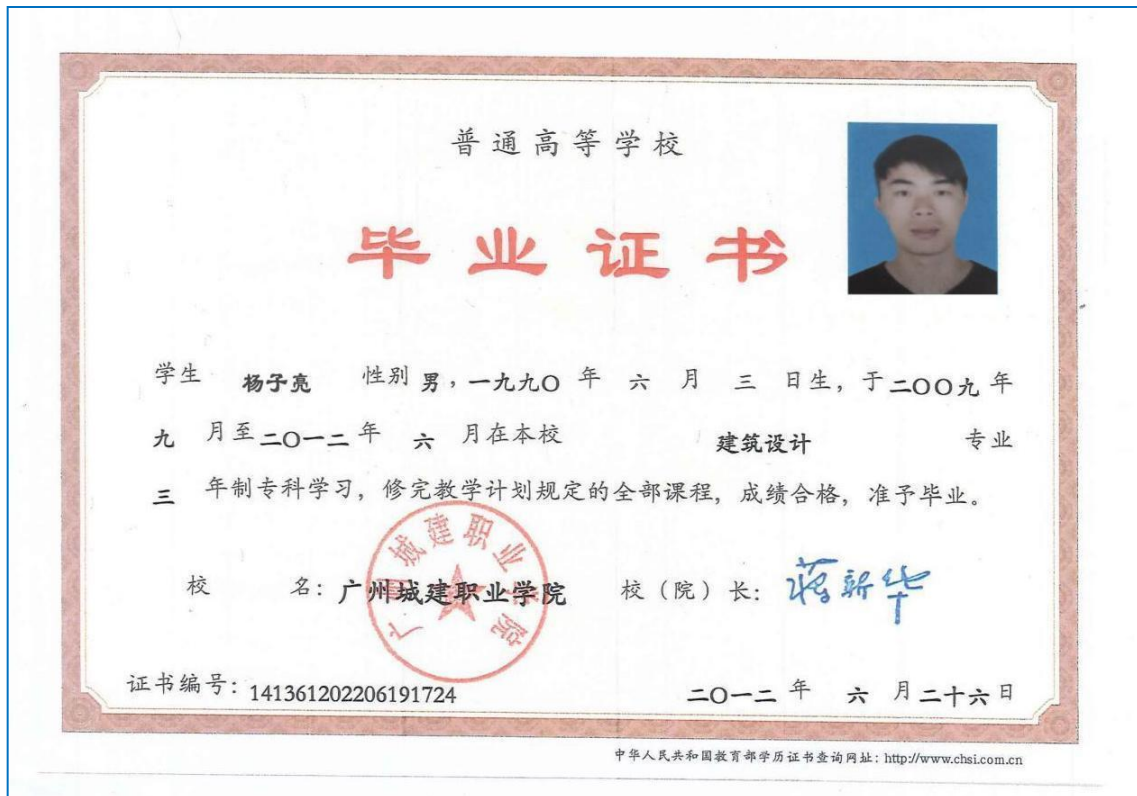 普通高等学校
毕业证书
学生 杨子亮 性别 男，一九九〇 年 六 月 三 日生，于 二〇〇九 年
九 月至 二〇一二 年 六 月在本校 建筑设计 专业
三 年制专科学习，修完教学计划规定的全部课程，成绩合格，准予毕业。
广州城建职业学院
校 名：广州城建职业学院 校（院）长：蒋新华
证书编号：141361202206191724 二〇一二 年 六 月 二十六 日
中华人民共和国教育部学历证书查询网址：http://www.chsi.com.cn